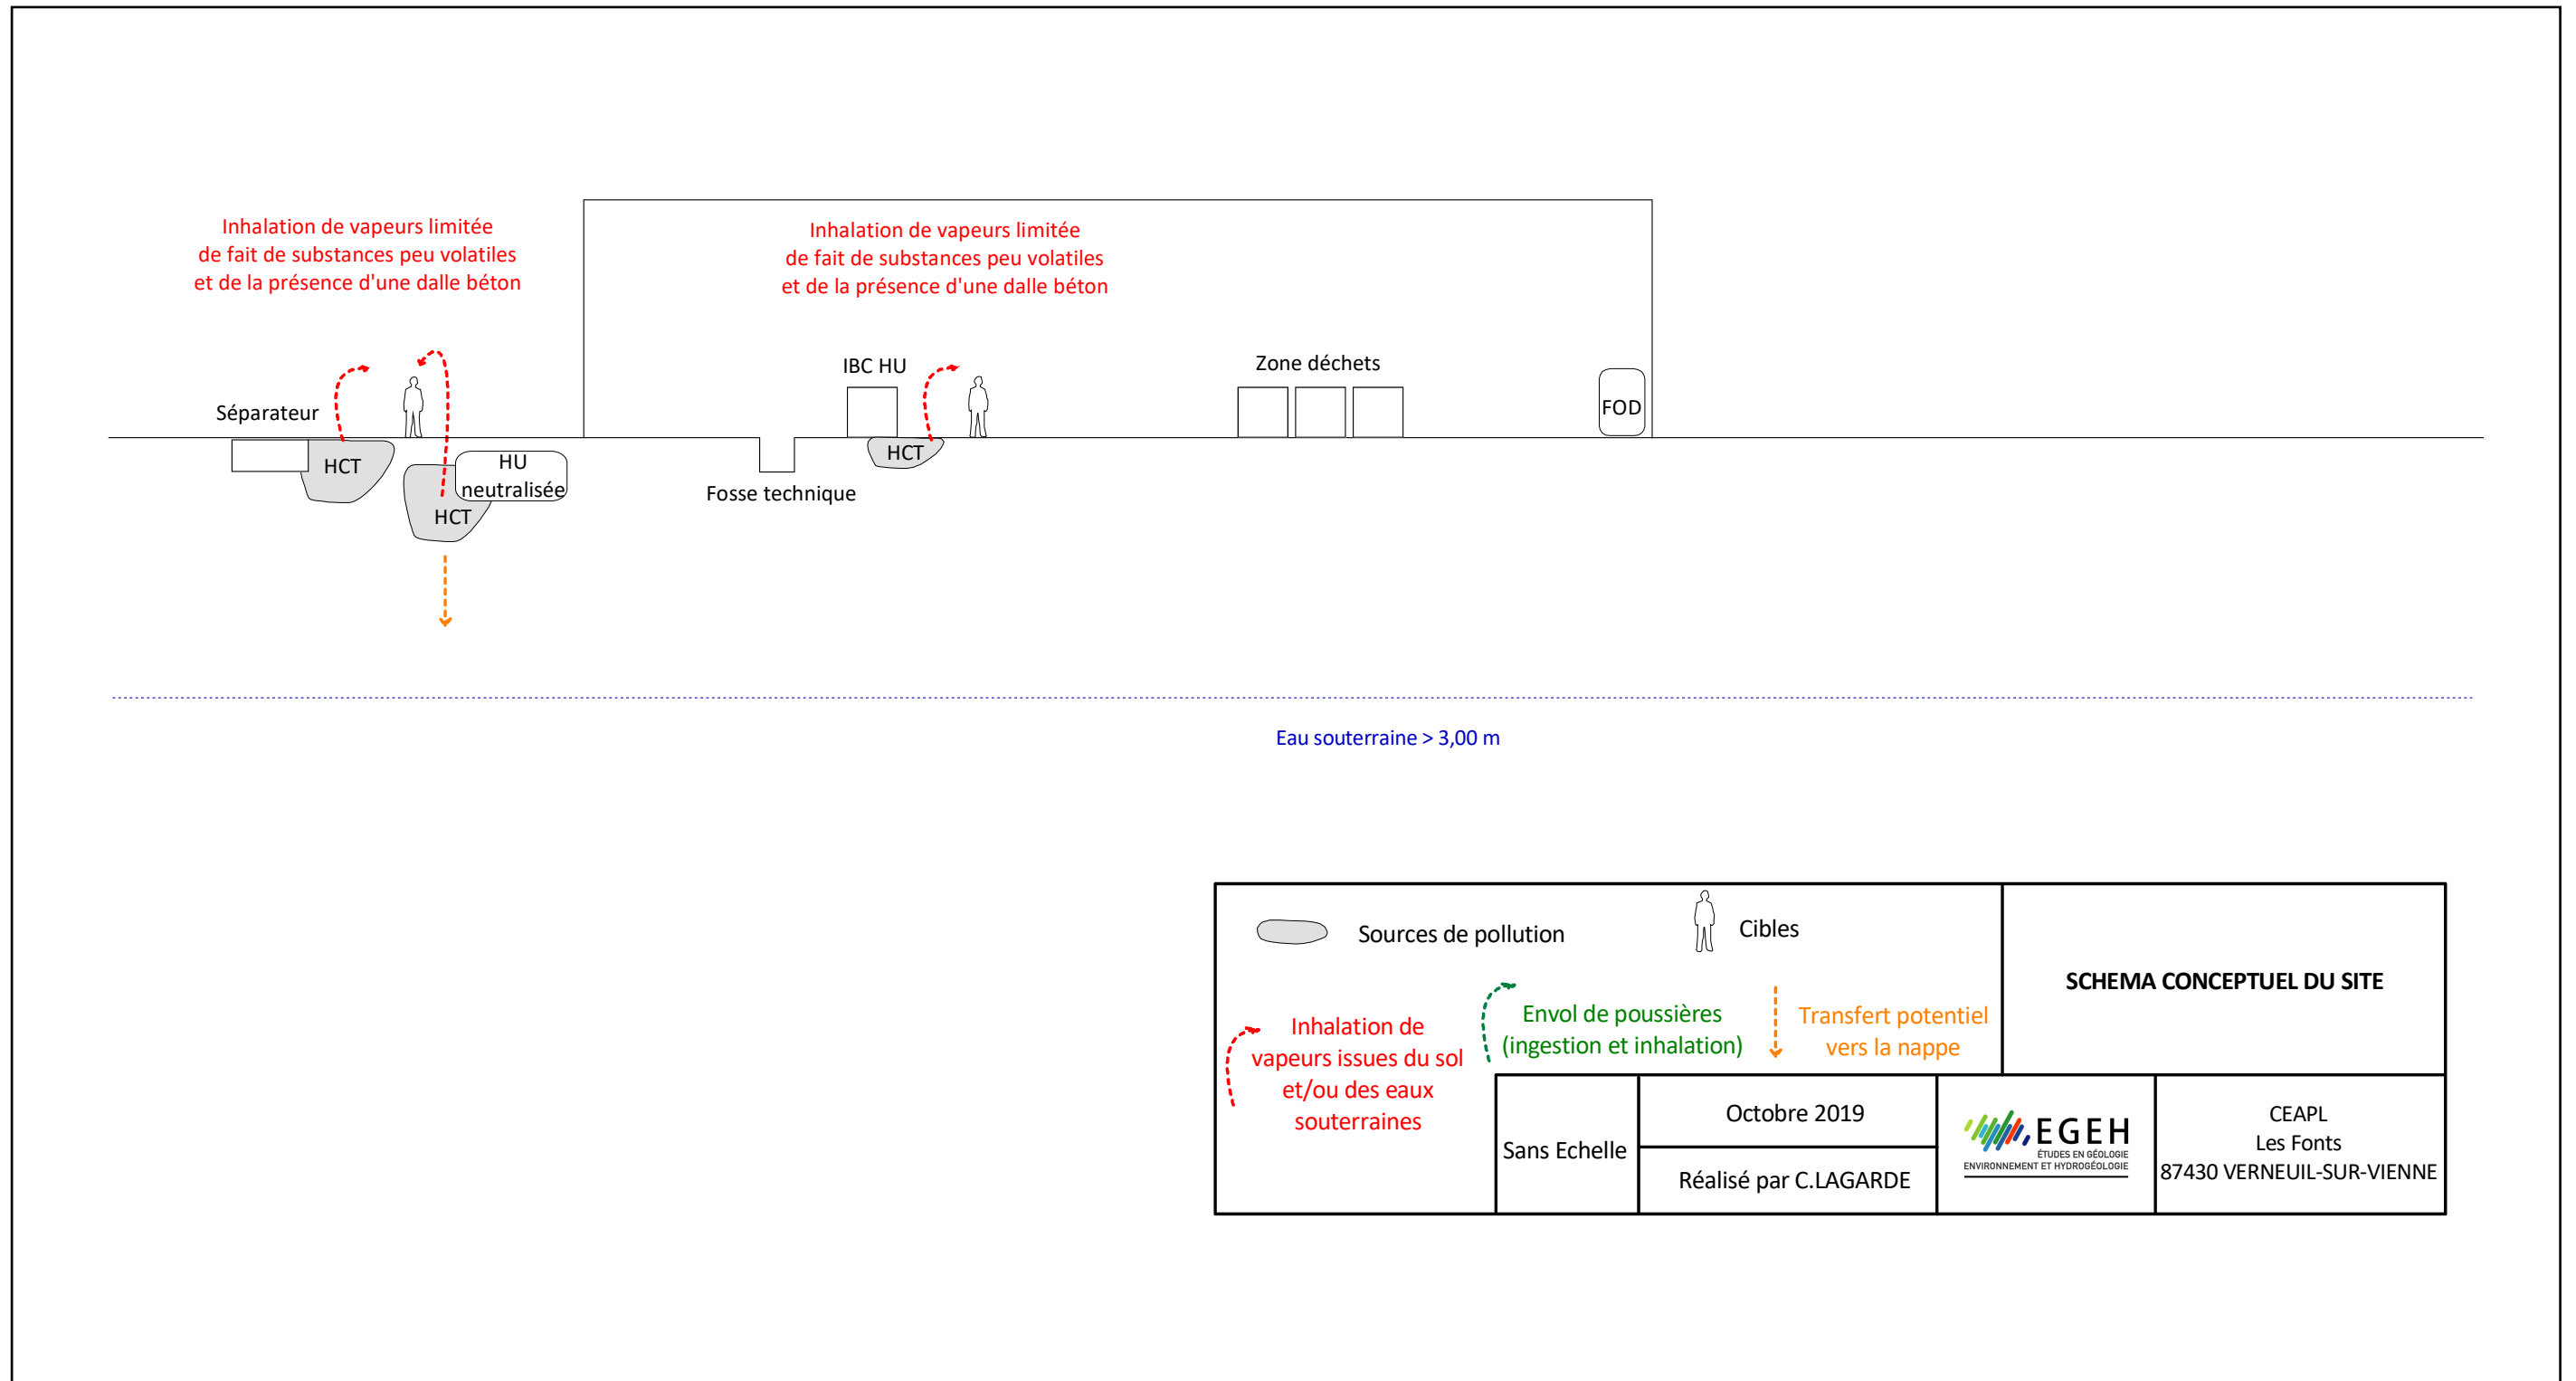 Inhalation de vapeurs limitée
de fait de substances peu volatiles
et de la présence d'une dalle béton
Inhalation de vapeurs limitée
de fait de substances peu volatiles
et de la présence d'une dalle béton
Séparateur
IBC HU
Zone déchets
FOD
HCT
HU
neutralisée
HCT
Fosse technique
HCT
Eau souterraine > 3,00 m
Sources de pollution
Cibles
Inhalation de
vapeurs issues du sol
et/ou des eaux
souterraines
Envol de poussières
(ingestion et inhalation)
Transfert potentiel
vers la nappe
SCHEMA CONCEPTUEL DU SITE
Sans Echelle
Octobre 2019
Réalisé par C.LAGARDE
EGEH
ÉTUDES EN GÉOLOGIE
ENVIRONNEMENT ET HYDROGÉOLOGIE
CEAPL
Les Fonts
87430 VERNEUIL-SUR-VIENNE